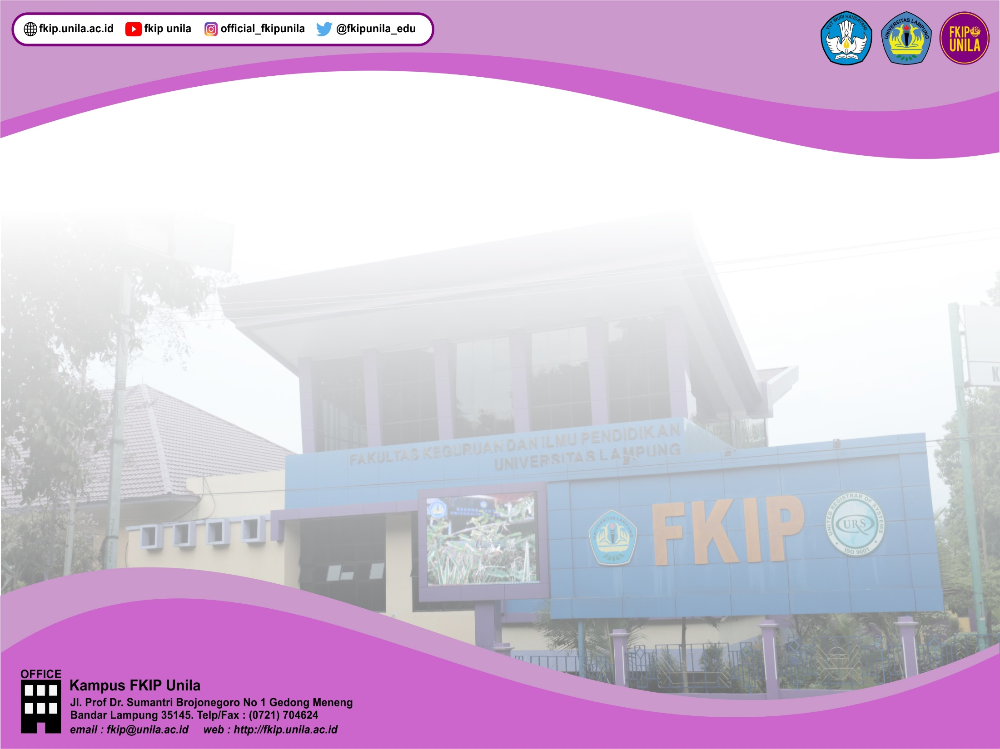 fkip.unila.ac.id fkip unila official_fkipunila @fkipunila_edu
TUT WURI HANDAYANI
UNIVERSITAS LAMPUNG
FKIP
UNILA
FAKULTAS KEGURUAN DAN ILMU PENDIDIKAN
UNIVERSITAS LAMPUNG
UNIVERSITAS LAMPUNG
FKIP
UNITED REGISTRAR OF SYSTEMS
URS
ISO 9001
OFFICE
Kampus FKIP Unila
Jl. Prof Dr. Sumantri Brojonegoro No 1 Gedong Meneng
Bandar Lampung 35145. Telp/Fax : (0721) 704624
email : fkip@unila.ac.id web : http://fkip.unila.ac.id